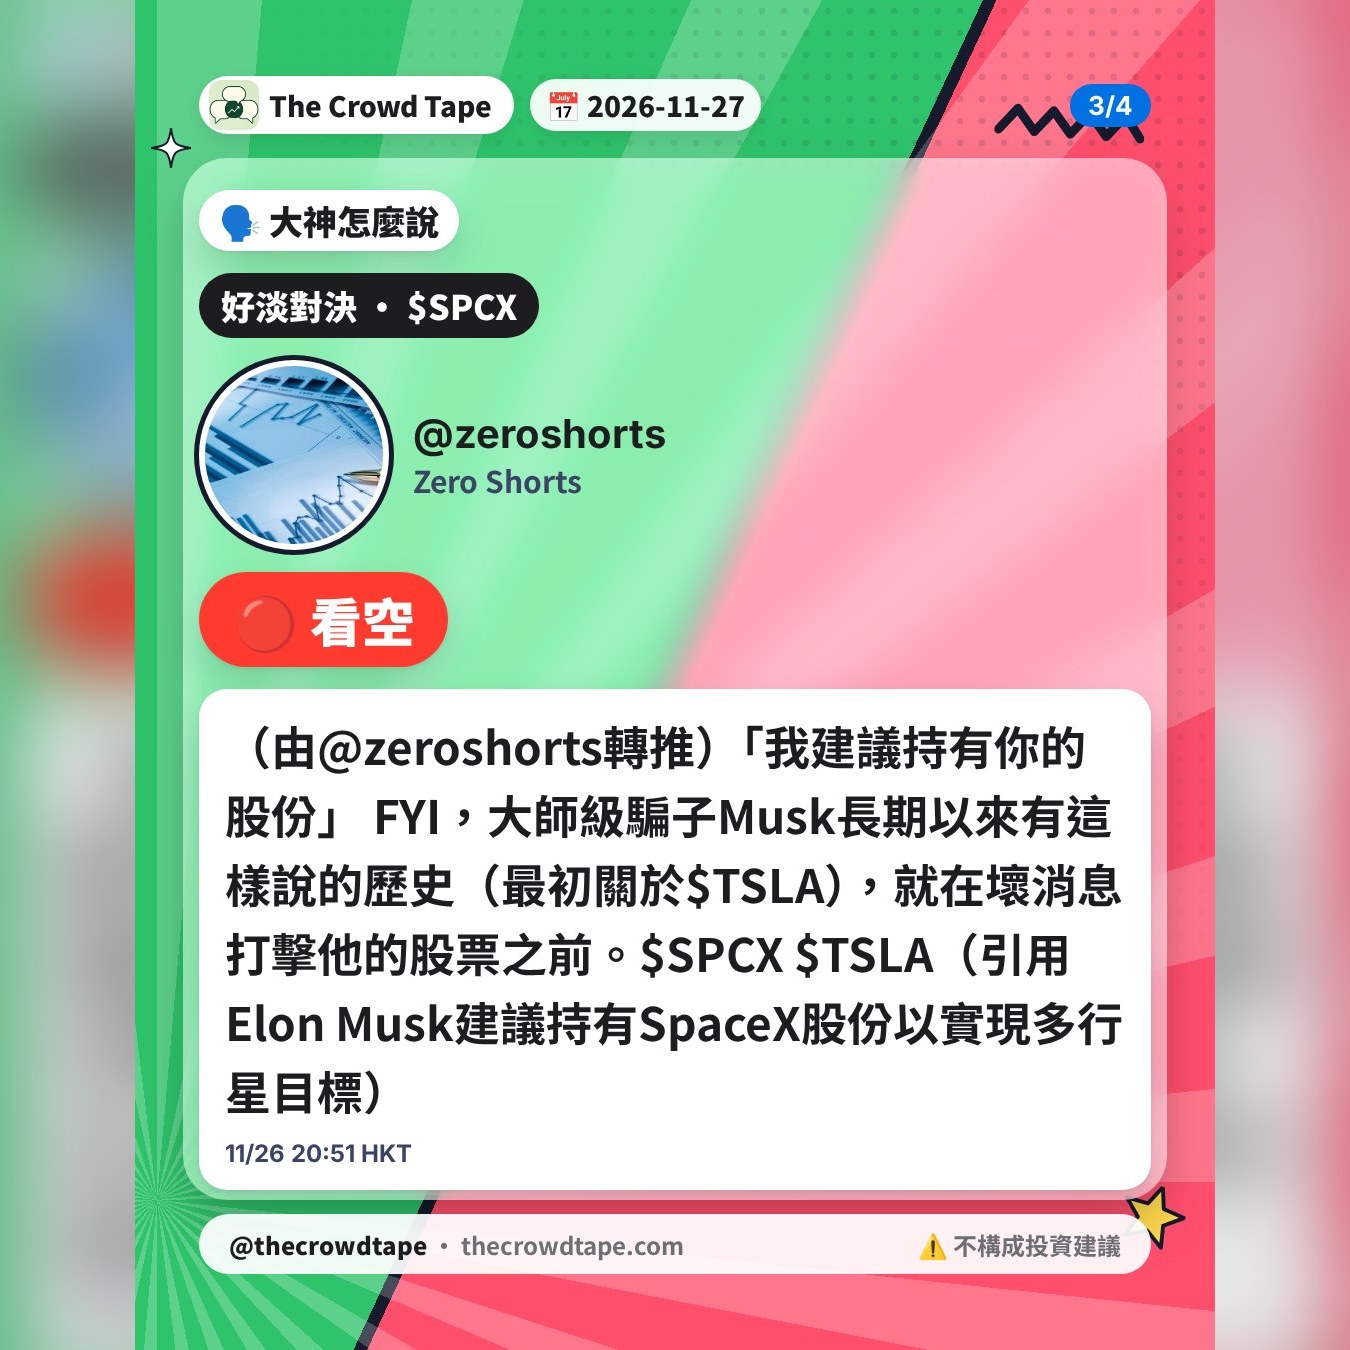 The Crowd Tape
2026-11-27
3/4
大神怎麼說
好淡對決 • $SPCX
@zeroshorts
Zero Shorts
看空
（由@zeroshorts轉推）「我建議持有你的
股份」 FYI，大師級騙子Musk長期以來有這
樣說的歷史（最初關於$TSLA），就在壞消息
打擊他的股票之前。$SPCX $TSLA（引用
Elon Musk建議持有SpaceX股份以實現多行
星目標）
11/26 20:51 HKT
@thecrowdtape • thecrowdtape.com
⚠️ 不構成投資建議